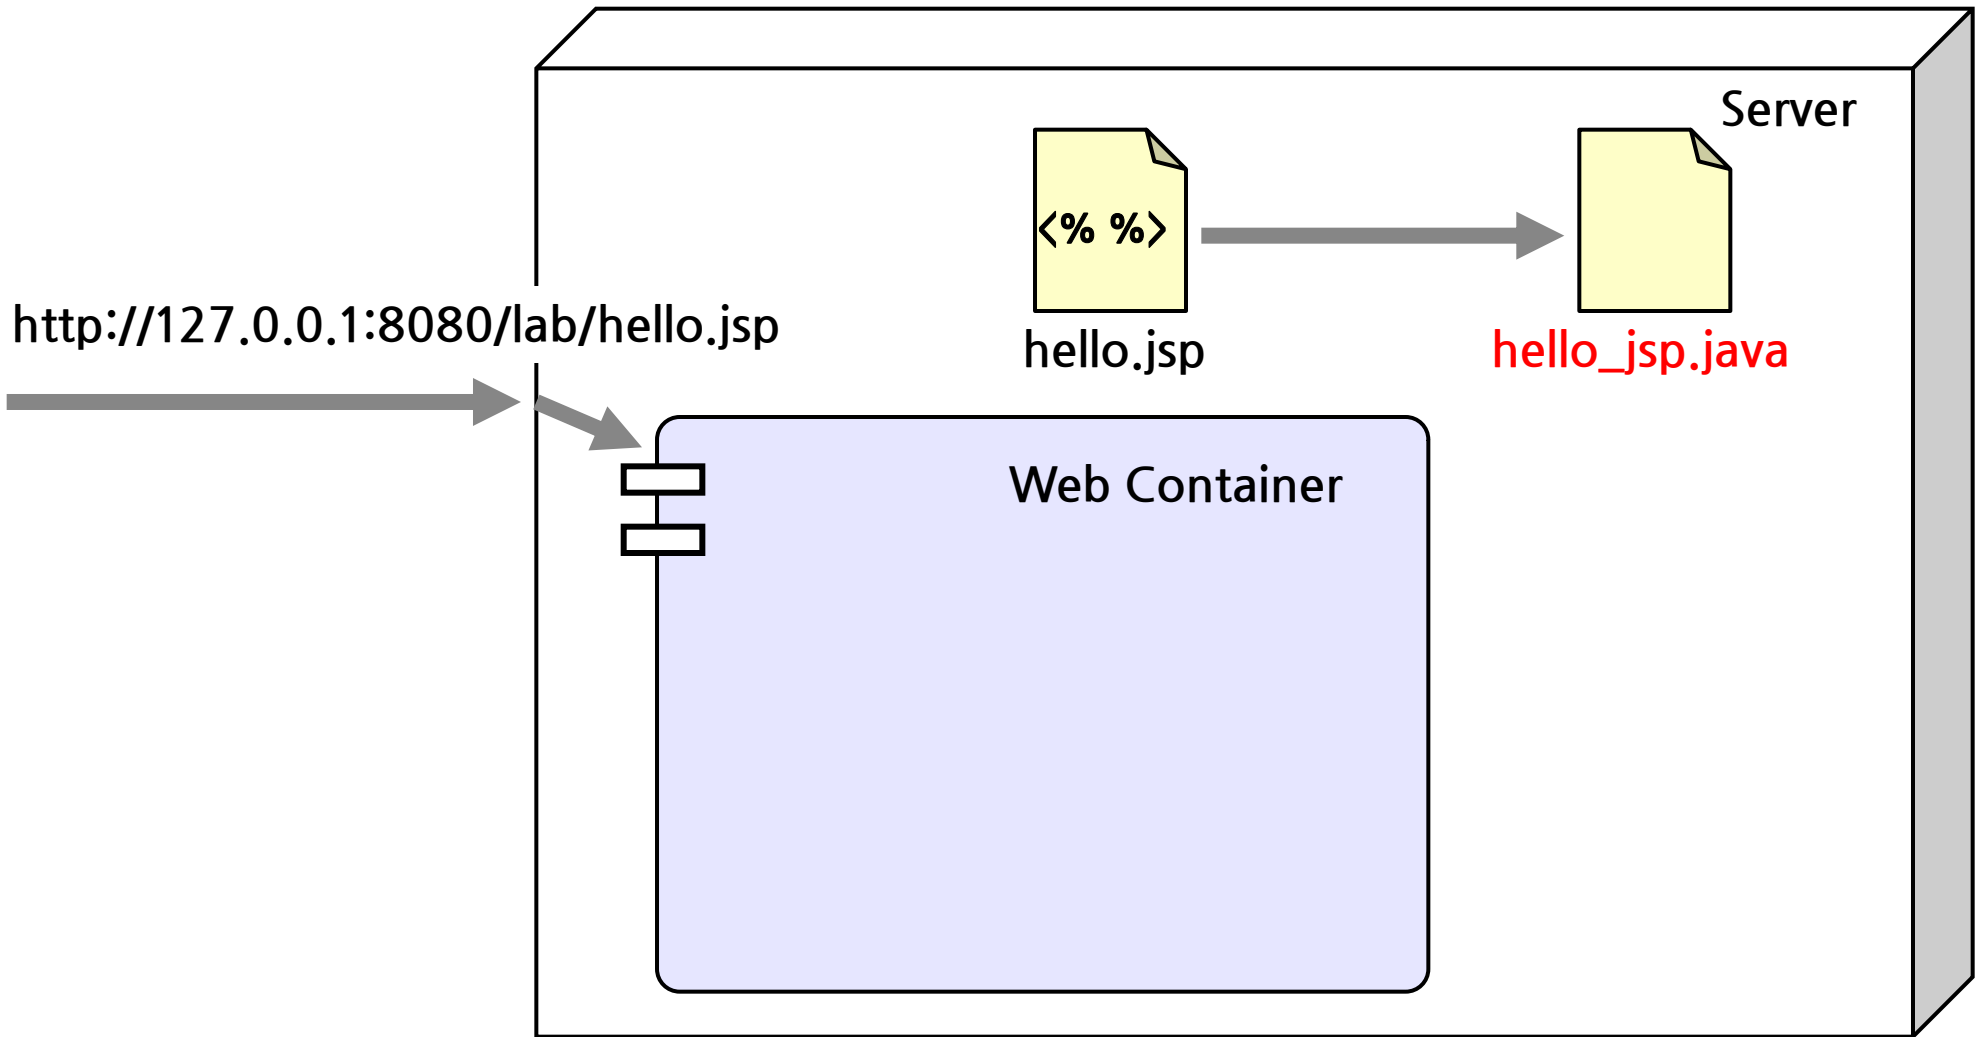 Server
<% %>
http://127.0.0.1:8080/lab/hello.jsp
hello.jsp
hello_jsp.java
Web Container